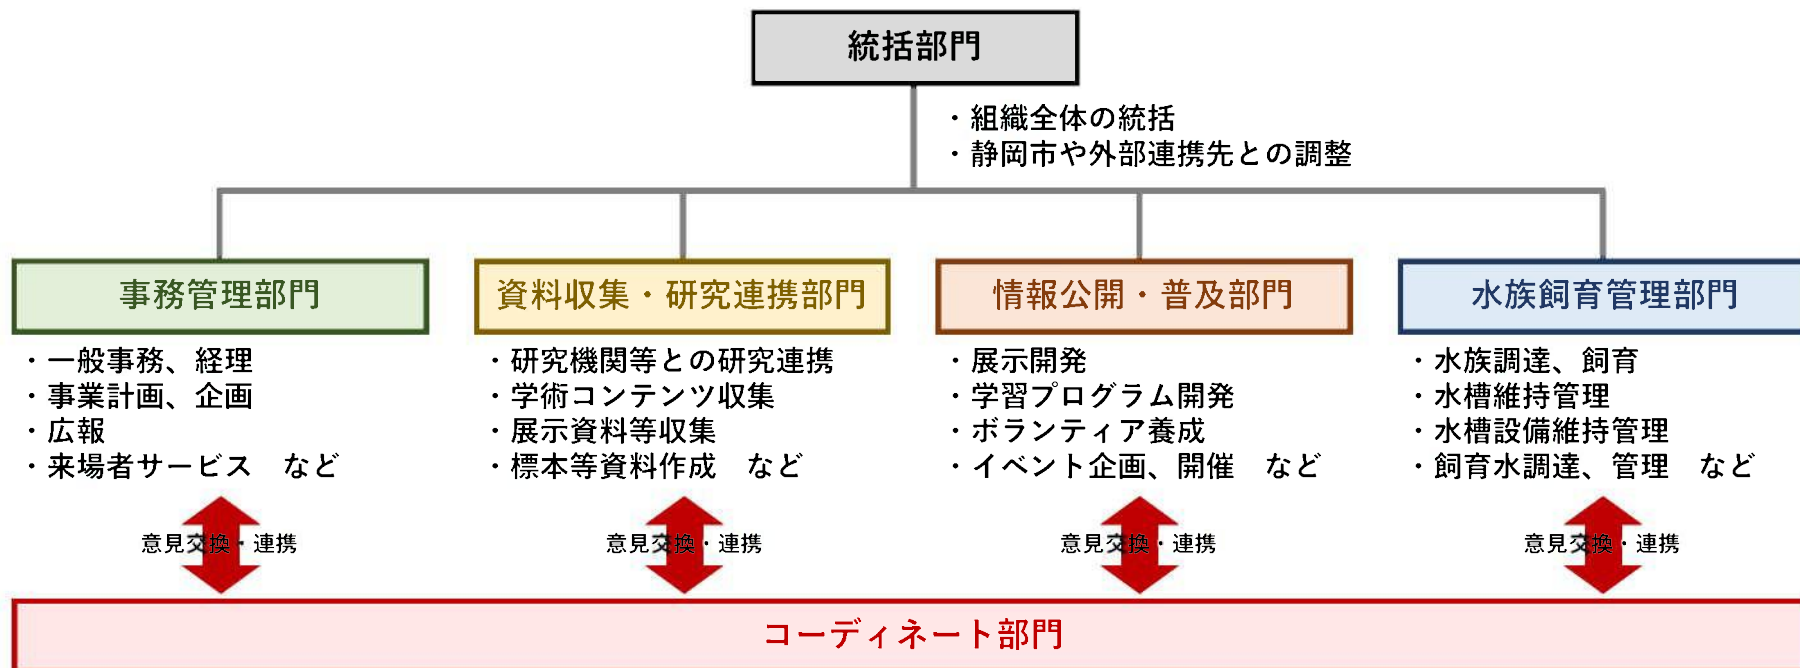 統括部門
・組織全体の統括
・静岡市や外部連携先との調整
事務管理部門
・一般事務、経理
・事業計画、企画
・広報
・来場者サービス　など
資料収集・研究連携部門
・研究機関等との研究連携
・学術コンテンツ収集
・展示資料等収集
・標本等資料作成　など
情報公開・普及部門
・展示開発
・学習プログラム開発
・ボランティア養成
・イベント企画、開催　など
水族飼育管理部門
・水族調達、飼育
・水槽維持管理
・水槽設備維持管理
・飼育水調達、管理　など
意見交換・連携
意見交換・連携
意見交換・連携
意見交換・連携
コーディネート部門